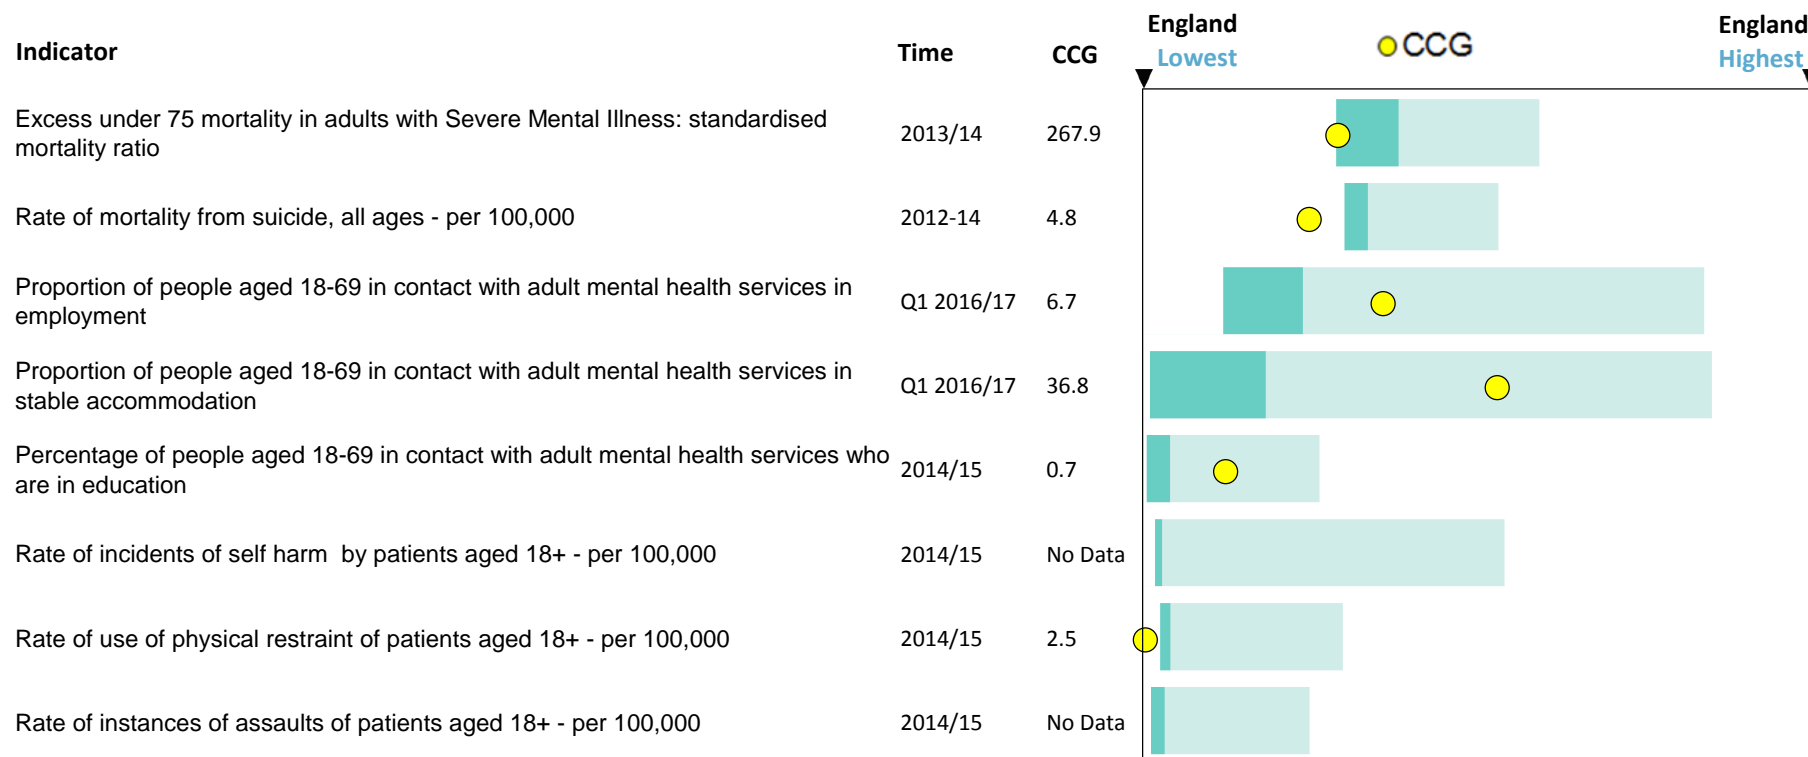 England England
Indicator Time CCG Lowest CCG Highest
Excess under 75 mortality in adults with Severe Mental Illness: standardised
mortality ratio 2013/14 267.9
Rate of mortality from suicide, all ages - per 100,000 2012-14 4.8
Proportion of people aged 18-69 in contact with adult mental health services in
employment Q1 2016/17 6.7
Proportion of people aged 18-69 in contact with adult mental health services in
stable accommodation Q1 2016/17 36.8
Percentage of people aged 18-69 in contact with adult mental health services who
are in education 2014/15 0.7
Rate of incidents of self harm  by patients aged 18+ - per 100,000 2014/15 No Data
Rate of use of physical restraint of patients aged 18+ - per 100,000 2014/15 2.5
Rate of instances of assaults of patients aged 18+ - per 100,000 2014/15 No Data